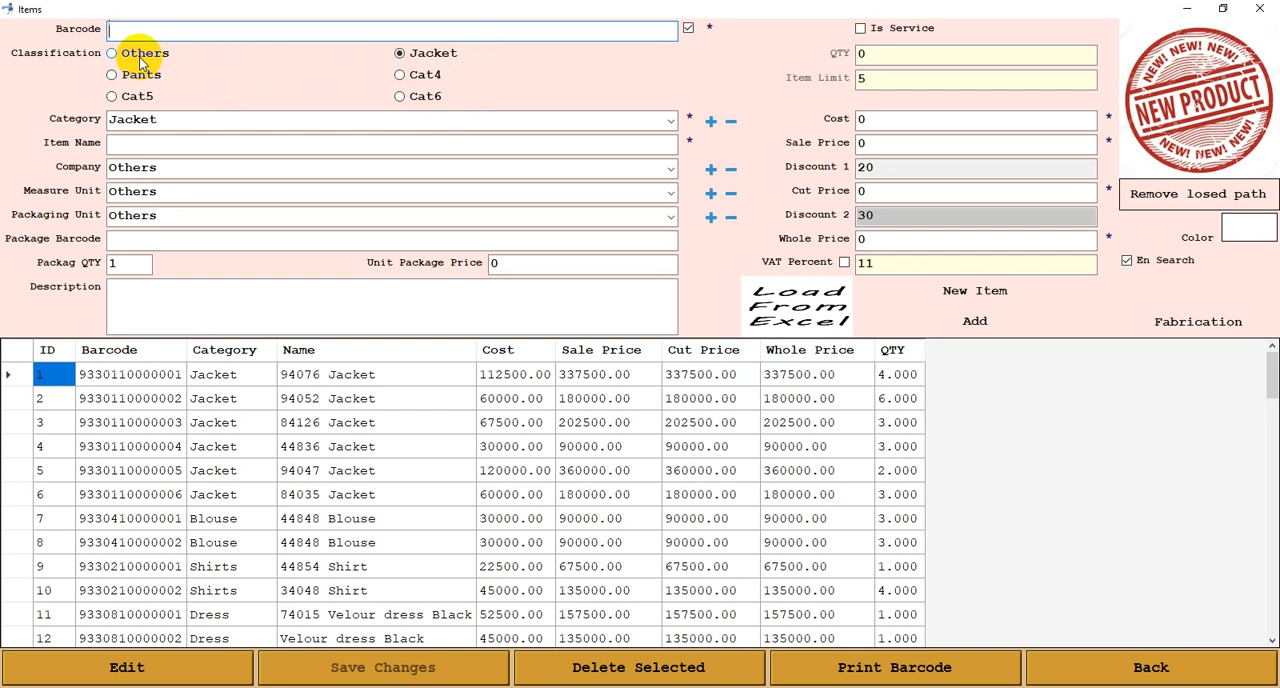 Items
Barcode *
Is Service
Classification Others Jacket
QTY 0
Pants Cat4
Item Limit 5
Cat5 Cat6
Category Jacket * + −
Cost 0 *
Item Name *
Sale Price 0 *
Company Others + −
Discount 1 20
Measure Unit Others + −
Cut Price 0 *
Packaging Unit Others + −
Discount 2 30
Package Barcode
Whole Price 0 *
Packag QTY 1 Unit Package Price 0
VAT Percent 11
Description
NEW! NEW! NEW!
NEW PRODUCT
NEW! NEW! NEW!
Remove losed path
Color
En Search
Load
From
Excel
New Item
Add
Fabrication
ID Barcode Category Name Cost Sale Price Cut Price Whole Price QTY
1 9330110000001 Jacket 94076 Jacket 112500.00 337500.00 337500.00 337500.00 4.000
2 9330110000002 Jacket 94052 Jacket 60000.00 180000.00 180000.00 180000.00 6.000
3 9330110000003 Jacket 84126 Jacket 67500.00 202500.00 202500.00 202500.00 3.000
4 9330110000004 Jacket 44836 Jacket 30000.00 90000.00 90000.00 90000.00 3.000
5 9330110000005 Jacket 94047 Jacket 120000.00 360000.00 360000.00 360000.00 2.000
6 9330110000006 Jacket 84035 Jacket 60000.00 180000.00 180000.00 180000.00 3.000
7 9330410000001 Blouse 44848 Blouse 30000.00 90000.00 90000.00 90000.00 3.000
8 9330410000002 Blouse 44848 Blouse 30000.00 90000.00 90000.00 90000.00 3.000
9 9330210000001 Shirts 44854 Shirt 22500.00 67500.00 67500.00 67500.00 1.000
10 9330210000002 Shirts 34048 Shirt 45000.00 135000.00 135000.00 135000.00 4.000
11 9330810000001 Dress 74015 Velour dress Black 52500.00 157500.00 157500.00 157500.00 1.000
12 9330810000002 Dress Velour dress Black 45000.00 135000.00 135000.00 135000.00 1.000
Edit Save Changes Delete Selected Print Barcode Back